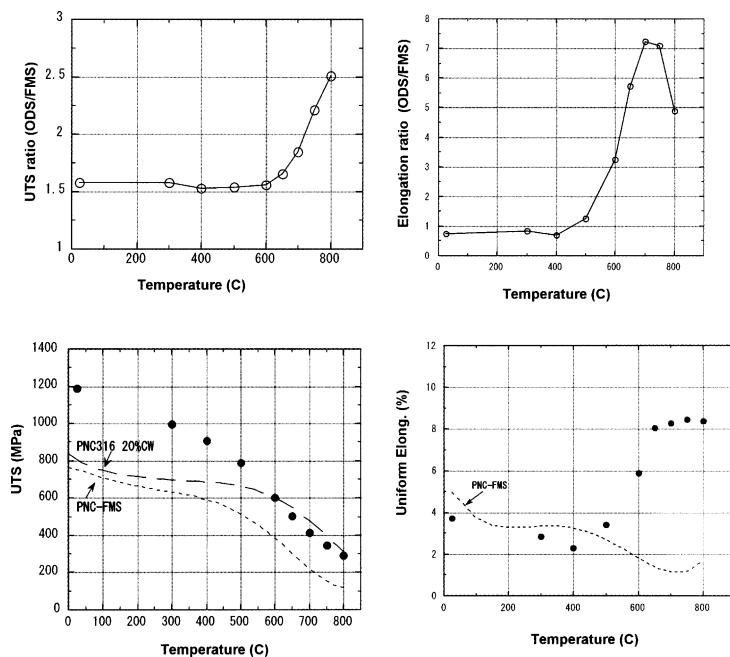 UTS ratio (ODS/FMS)
3
2.5
2
1.5
1
0 200 400 600 800
Temperature (C)
Elongation ratio (ODS/FMS)
8
7
6
5
4
3
2
1
0
0 200 400 600 800
Temperature (C)
UTS (MPa)
1400
1200
1000
800
600
400
200
0
PNC316 20%CW
PNC-FMS
0 100 200 300 400 500 600 700 800
Temperature (C)
Uniform Elong. (%)
12
10
8
6
4
2
0
PNC-FMS
0 200 400 600 800
Temperature (C)